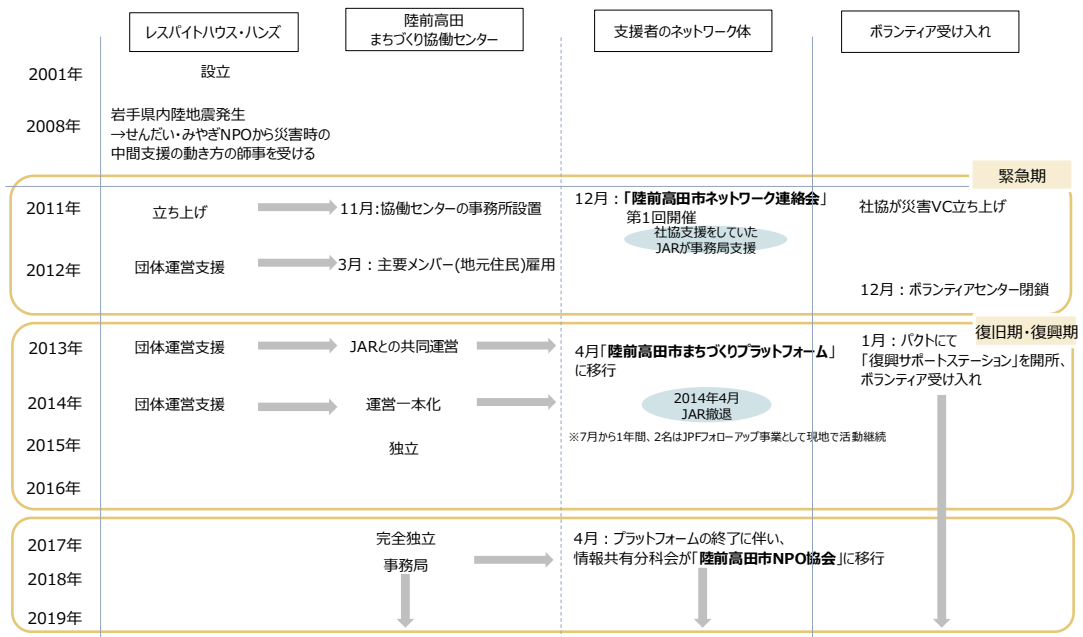 レスパイトハウス・ハンズ
陸前高田
まちづくり協働センター
支援者のネットワーク体
ボランティア受け入れ
2001年
設立
2008年
岩手県内陸地震発生
→せんだい・みやぎNPOから災害時の
中間支援の動き方の師事を受ける
緊急期
2011年
立ち上げ
11月:協働センターの事務所設置
12月：「陸前高田市ネットワーク連絡会」
第1回開催
社協支援をしていた
JARが事務局支援
社協が災害VC立ち上げ
2012年
団体運営支援
3月：主要メンバー(地元住民)雇用
12月：ボランティアセンター閉鎖
復旧期・復興期
2013年
団体運営支援
JARとの共同運営
4月「陸前高田市まちづくりプラットフォーム」
に移行
1月：パクトにて
「復興サポートステーション」を開所、
ボランティア受け入れ
2014年
団体運営支援
運営一本化
2014年4月
JAR撤退
※7月から1年間、2名はJPFフォローアップ事業として現地で活動継続
2015年
独立
2016年
2017年
完全独立
4月：プラットフォームの終了に伴い、
情報共有分科会が「陸前高田市NPO協会」に移行
事務局
2018年
2019年